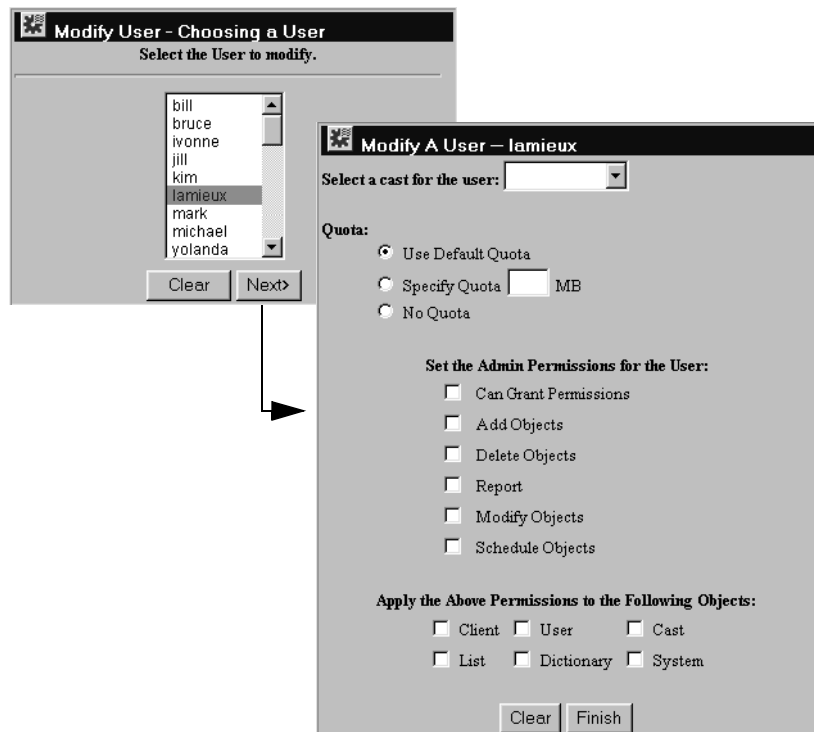 Modify User - Choosing a User
Select the User to modify.
bill
bruce
ivonne
jill
kim
lamieux
mark
michael
yolanda
Clear Next>
Modify A User – lamieux
Select a cast for the user:
Quota:
Use Default Quota
Specify Quota MB
No Quota
Set the Admin Permissions for the User:
Can Grant Permissions
Add Objects
Delete Objects
Report
Modify Objects
Schedule Objects
Apply the Above Permissions to the Following Objects:
Client User Cast
List Dictionary System
Clear Finish